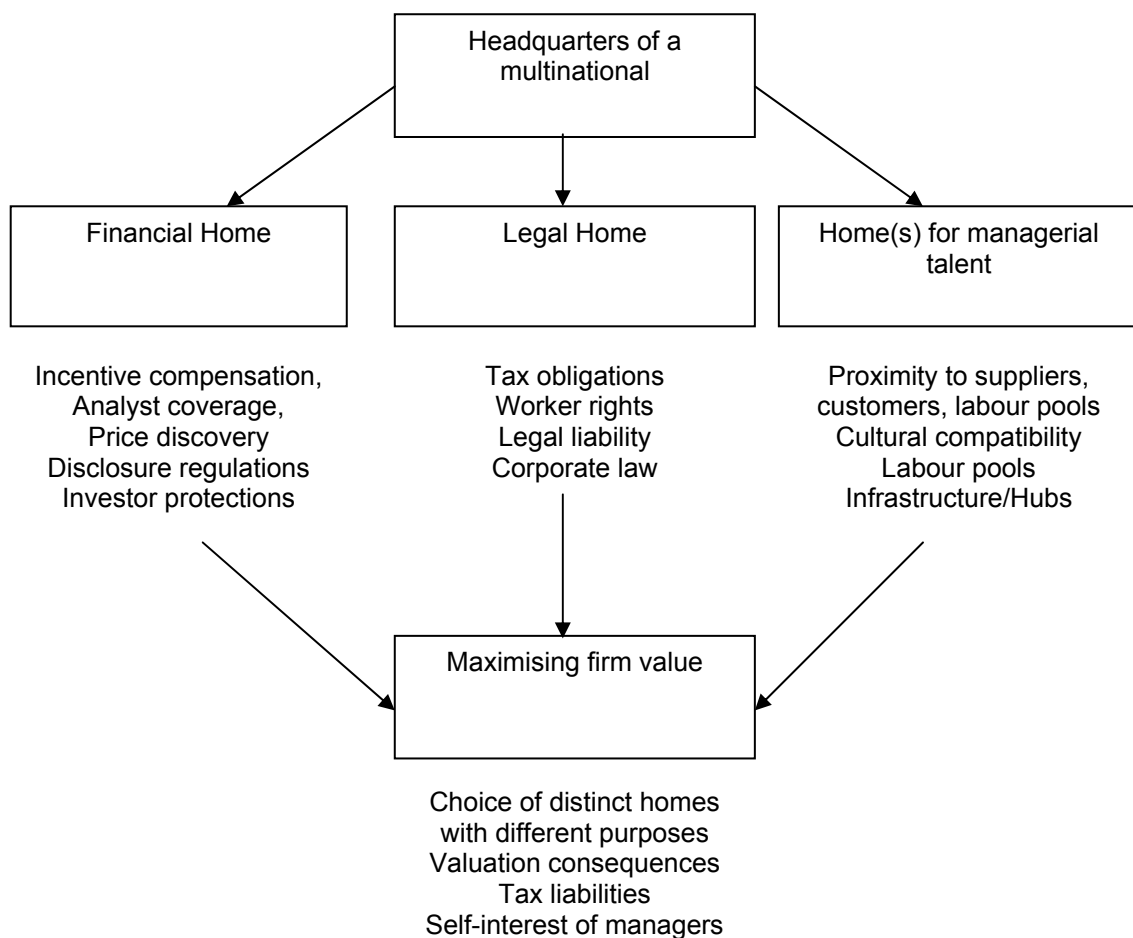 Headquarters of a
multinational
Financial Home
Legal Home
Home(s) for managerial
talent
Incentive compensation,
Analyst coverage,
Price discovery
Disclosure regulations
Investor protections
Tax obligations
Worker rights
Legal liability
Corporate law
Proximity to suppliers,
customers, labour pools
Cultural compatibility
Labour pools
Infrastructure/Hubs
Maximising firm value
Choice of distinct homes
with different purposes
Valuation consequences
Tax liabilities
Self-interest of managers